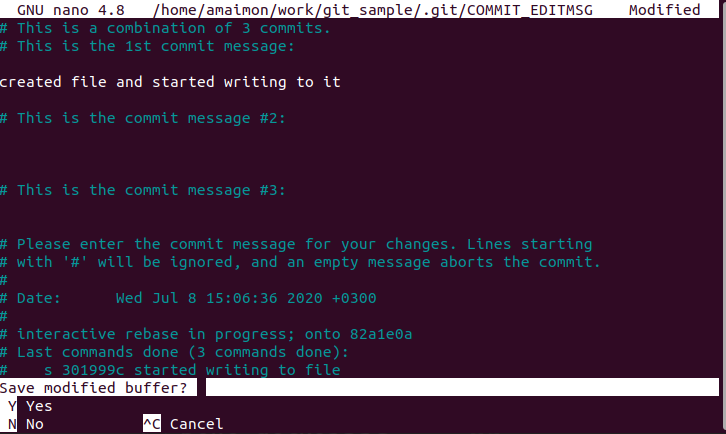 GNU nano 4.8   /home/amaimon/work/git_sample/.git/COMMIT_EDITMSG    Modified
# This is a combination of 3 commits.
# This is the 1st commit message:
created file and started writing to it
# This is the commit message #2:
# This is the commit message #3:
# Please enter the commit message for your changes. Lines starting
# with '#' will be ignored, and an empty message aborts the commit.
#
# Date:      Wed Jul 8 15:06:36 2020 +0300
#
# interactive rebase in progress; onto 82a1e0a
# Last commands done (3 commands done):
#    s 301999c started writing to file
Save modified buffer?
Y Yes
N No           ^C Cancel